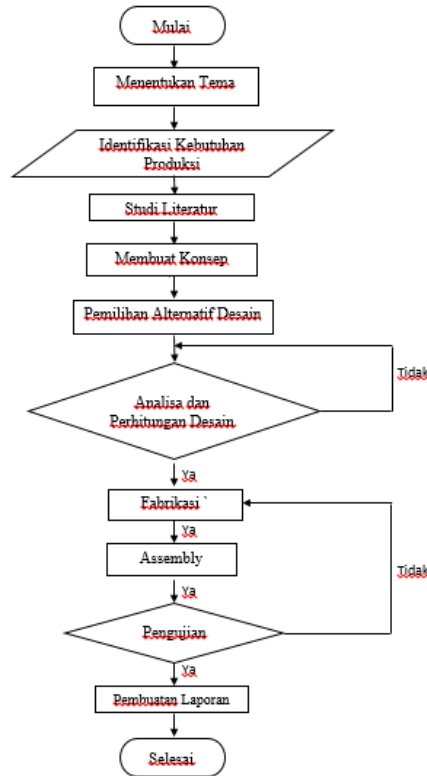 Mulai
Menentukan Tema
Identifikasi Kebutuhan
Produksi
Studi Literatur
Membuat Konsep
Pemilihan Alternatif Desain
Tidak
Analisa dan
Perhitungan Desain
Ya
Fabrikasi `
Ya
Assembly
Tidak
Ya
Pengujian
Ya
Pembuatan Laporan
Selesai